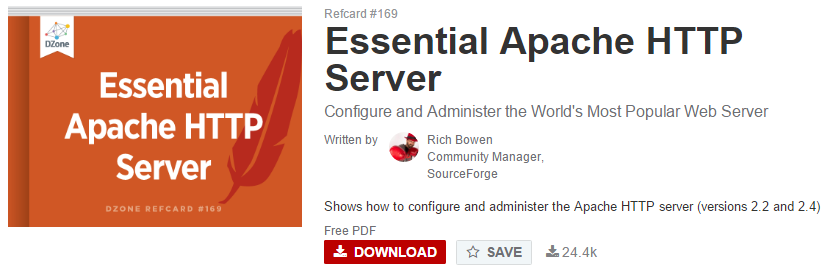 DZone
Essential
Apache HTTP
Server
DZONE REFCARD #169
Refcard #169
Essential Apache HTTP
Server
Configure and Administer the World's Most Popular Web Server
Written by
Rich Bowen
Community Manager,
SourceForge
Shows how to configure and administer the Apache HTTP server (versions 2.2 and 2.4)
Free PDF
DOWNLOAD
SAVE
24.4k